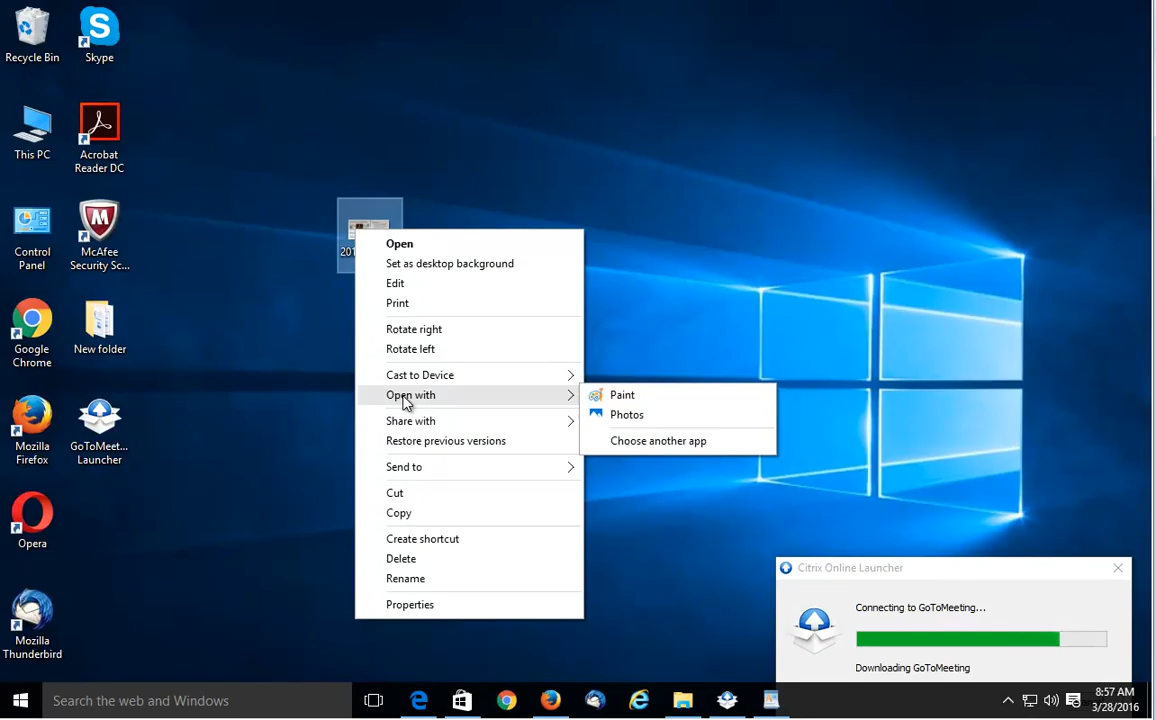 Recycle Bin
Skype
This PC
Acrobat
Reader DC
Control
Panel
McAfee
Security Sc...
Google
Chrome
New folder
Mozilla
Firefox
GoToMeet...
Launcher
Opera
Mozilla
Thunderbird
201
Open
Set as desktop background
Edit
Print
Rotate right
Rotate left
Cast to Device
Open with
Share with
Restore previous versions
Send to
Cut
Copy
Create shortcut
Delete
Rename
Properties
Paint
Photos
Choose another app
Citrix Online Launcher
Connecting to GoToMeeting...
Downloading GoToMeeting
Search the web and Windows
8:57 AM
3/28/2016